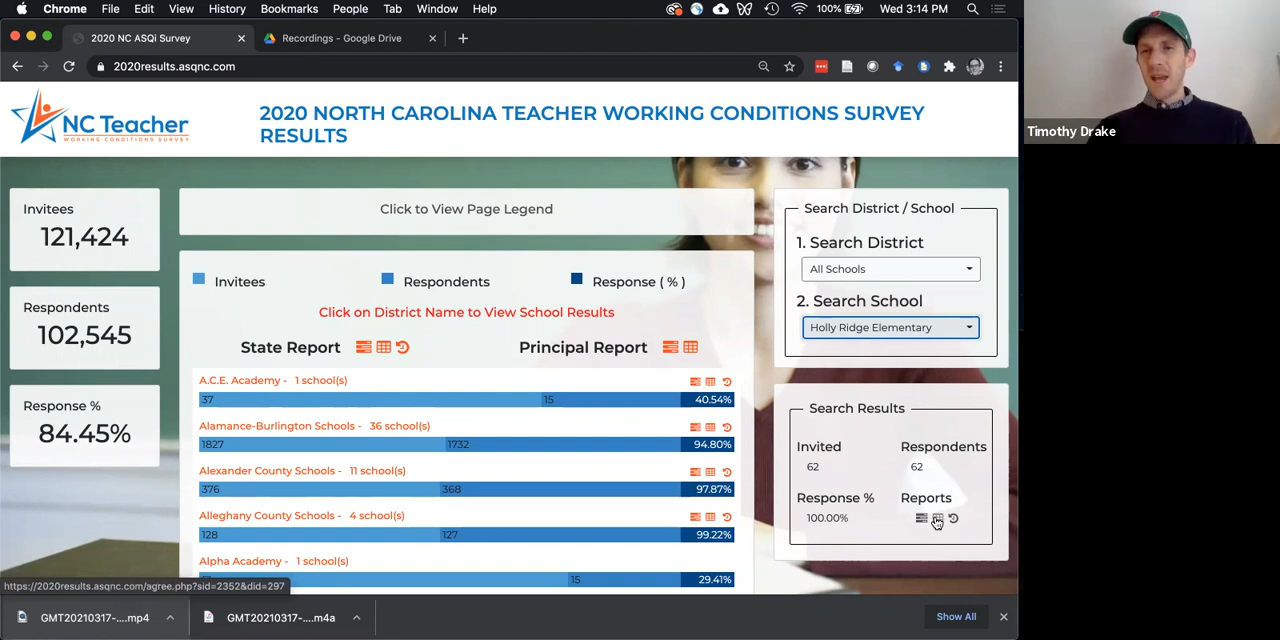 Chrome File Edit View History Bookmarks People Tab Window Help 100% Wed 3:14 PM
2020 NC ASQi Survey
Recordings - Google Drive
2020results.asqnc.com
NC Teacher
WORKING CONDITIONS SURVEY
2020 NORTH CAROLINA TEACHER WORKING CONDITIONS SURVEY
RESULTS
Timothy Drake
Invitees
121,424
Respondents
102,545
Response %
84.45%
Click to View Page Legend
Invitees Respondents Response ( % )
Click on District Name to View School Results
State Report Principal Report
A.C.E. Academy - 1 school(s)
37 15 40.54%
Alamance-Burlington Schools - 36 school(s)
1827 1732 94.80%
Alexander County Schools - 11 school(s)
376 368 97.87%
Alleghany County Schools - 4 school(s)
128 127 99.22%
Alpha Academy - 1 school(s)
15 29.41%
Search District / School
1. Search District
All Schools
2. Search School
Holly Ridge Elementary
Search Results
Invited Respondents
62 62
Response % Reports
100.00%
https://2020results.asqnc.com/agree.php?sid=2352&did=297
GMT20210317-....mp4
GMT20210317-....m4a
Show All